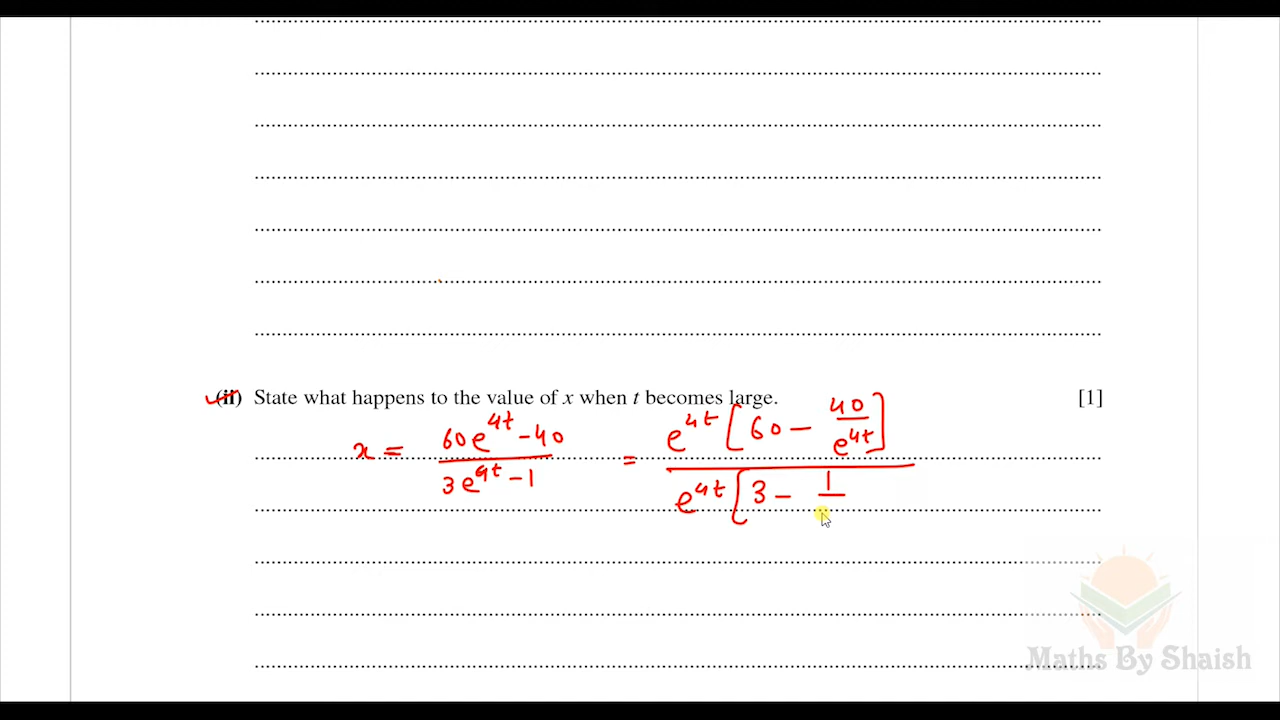 (ii) State what happens to the value of x when t becomes large. [1]
x = (60e^{4t} - 40)/(3e^{4t} - 1) = (e^{4t}[60 - 40/e^{4t}])/(e^{4t}[3 - 1/
Maths By Shaish